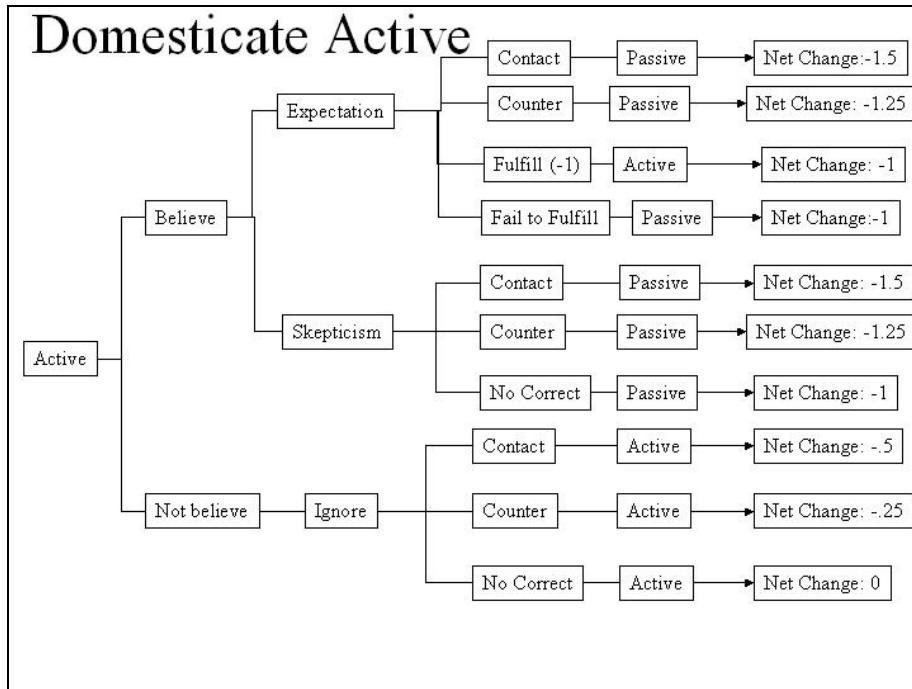 Domesticate Active
Contact Passive Net Change:-1.5
Expectation Counter Passive Net Change: -1.25
Fulfill (-1) Active Net Change: -1
Believe Fail to Fulfill Passive Net Change:-1
Contact Passive Net Change: -1.5
Skepticism Counter Passive Net Change: -1.25
Active
No Correct Passive Net Change: -1
Contact Active Net Change: -.5
Not believe Ignore Counter Active Net Change: -.25
No Correct Active Net Change: 0